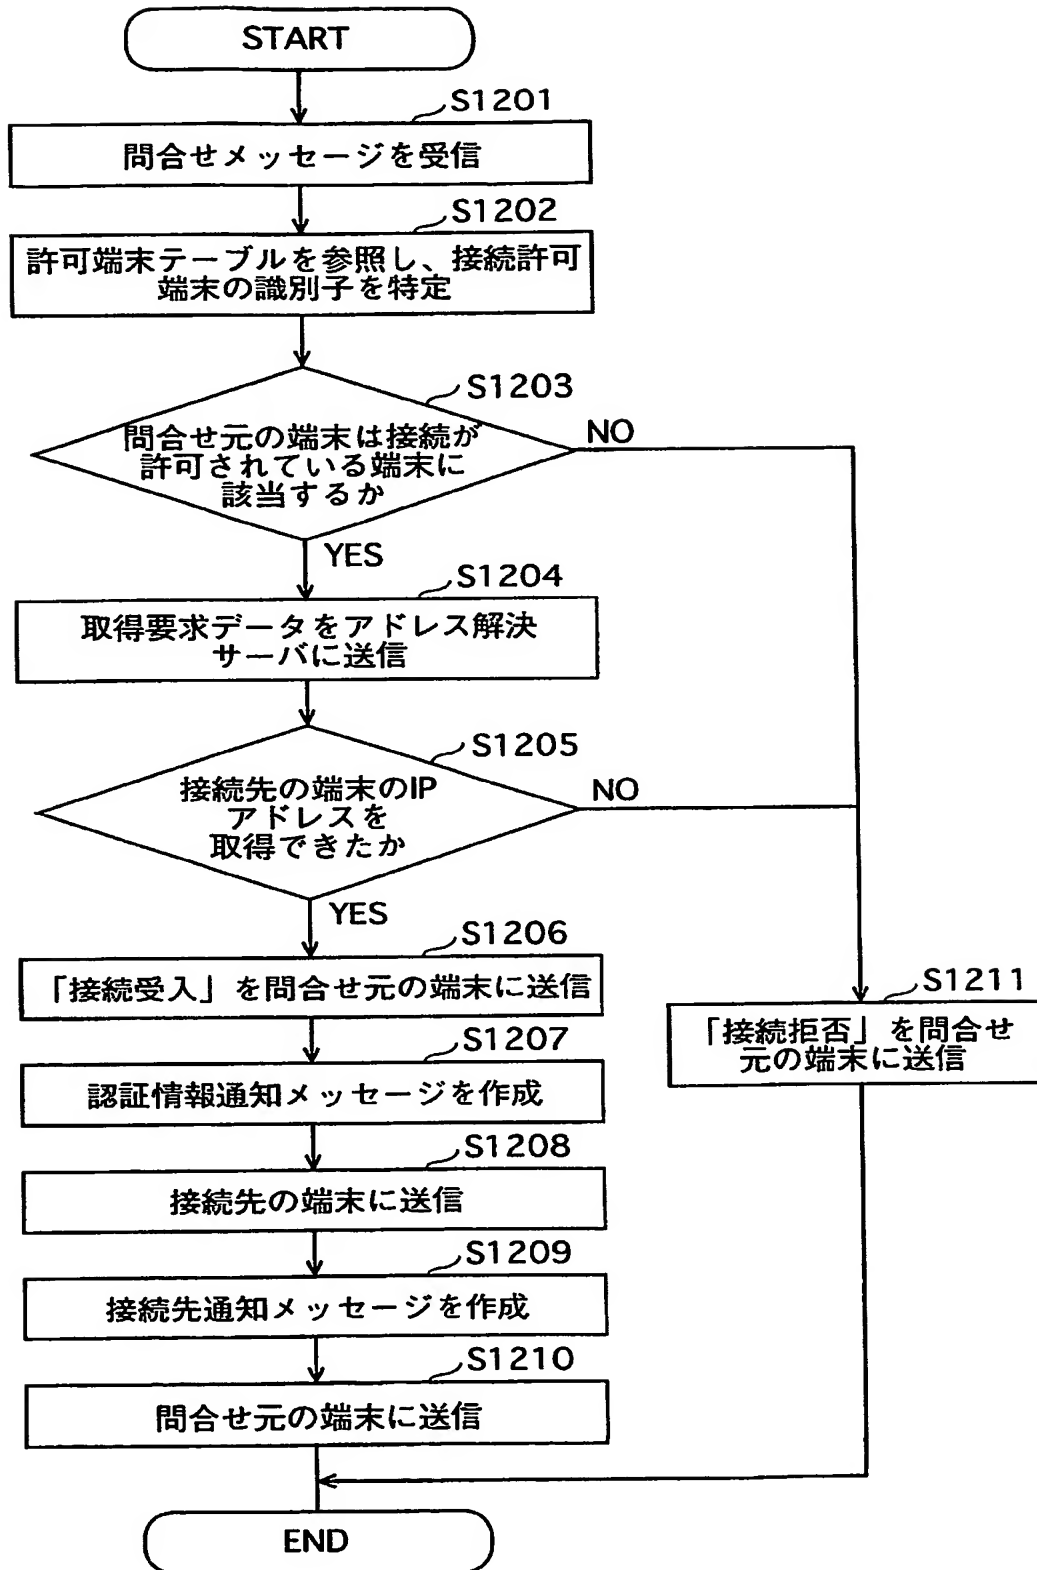 START
S1201
問合せメッセージを受信
S1202
許可端末テーブルを参照し、接続許可
端末の識別子を特定
S1203
問合せ元の端末は接続が
許可されている端末に
該当するか
NO
YES
S1204
取得要求データをアドレス解決
サーバに送信
S1205
接続先の端末のIP
アドレスを
取得できたか
NO
YES
S1206
「接続受入」を問合せ元の端末に送信
S1211
「接続拒否」を問合せ
元の端末に送信
S1207
認証情報通知メッセージを作成
S1208
接続先の端末に送信
S1209
接続先通知メッセージを作成
S1210
問合せ元の端末に送信
END